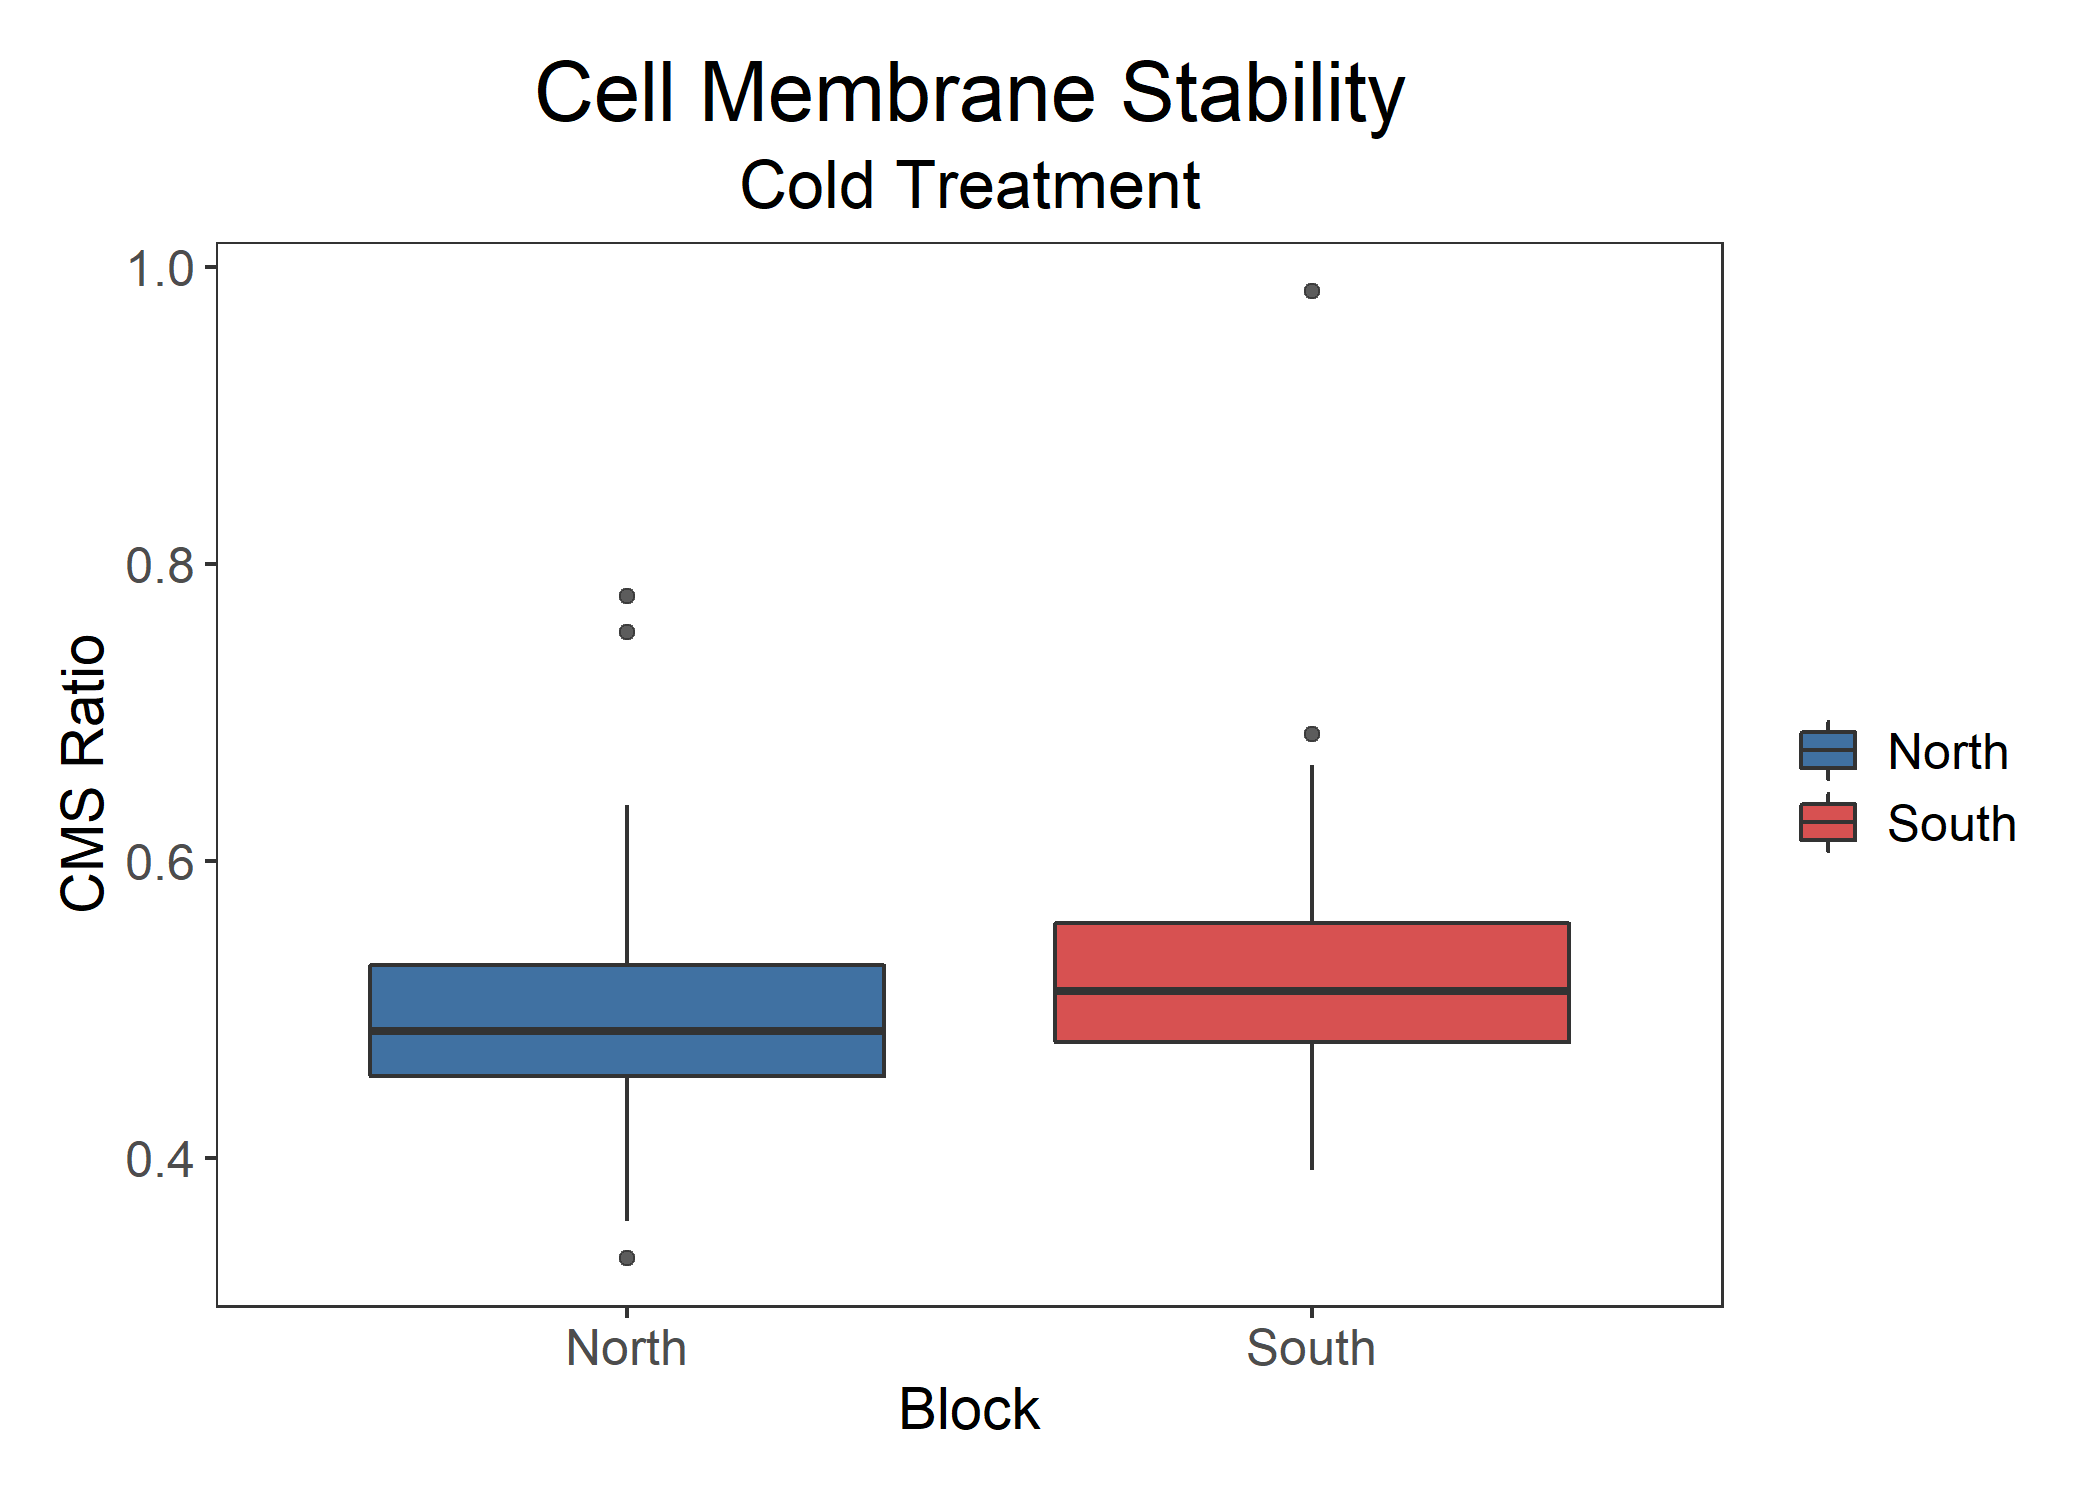 Cell Membrane Stability
Cold Treatment
1.0
0.8
0.6
0.4
CMS Ratio
North
South
North
South
Block